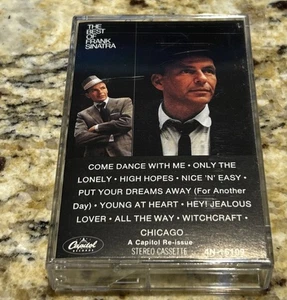 THE
BEST
OF
FRANK
SINATRA
COME DANCE WITH ME • ONLY THE
LONELY • HIGH HOPES • NICE 'N' EASY •
PUT YOUR DREAMS AWAY (For Another
Day) • YOUNG AT HEART • HEY! JEALOUS
LOVER • ALL THE WAY • WITCHCRAFT •
CHICAGO
A Capitol Re-issue
Capitol
STEREO CASSETTE